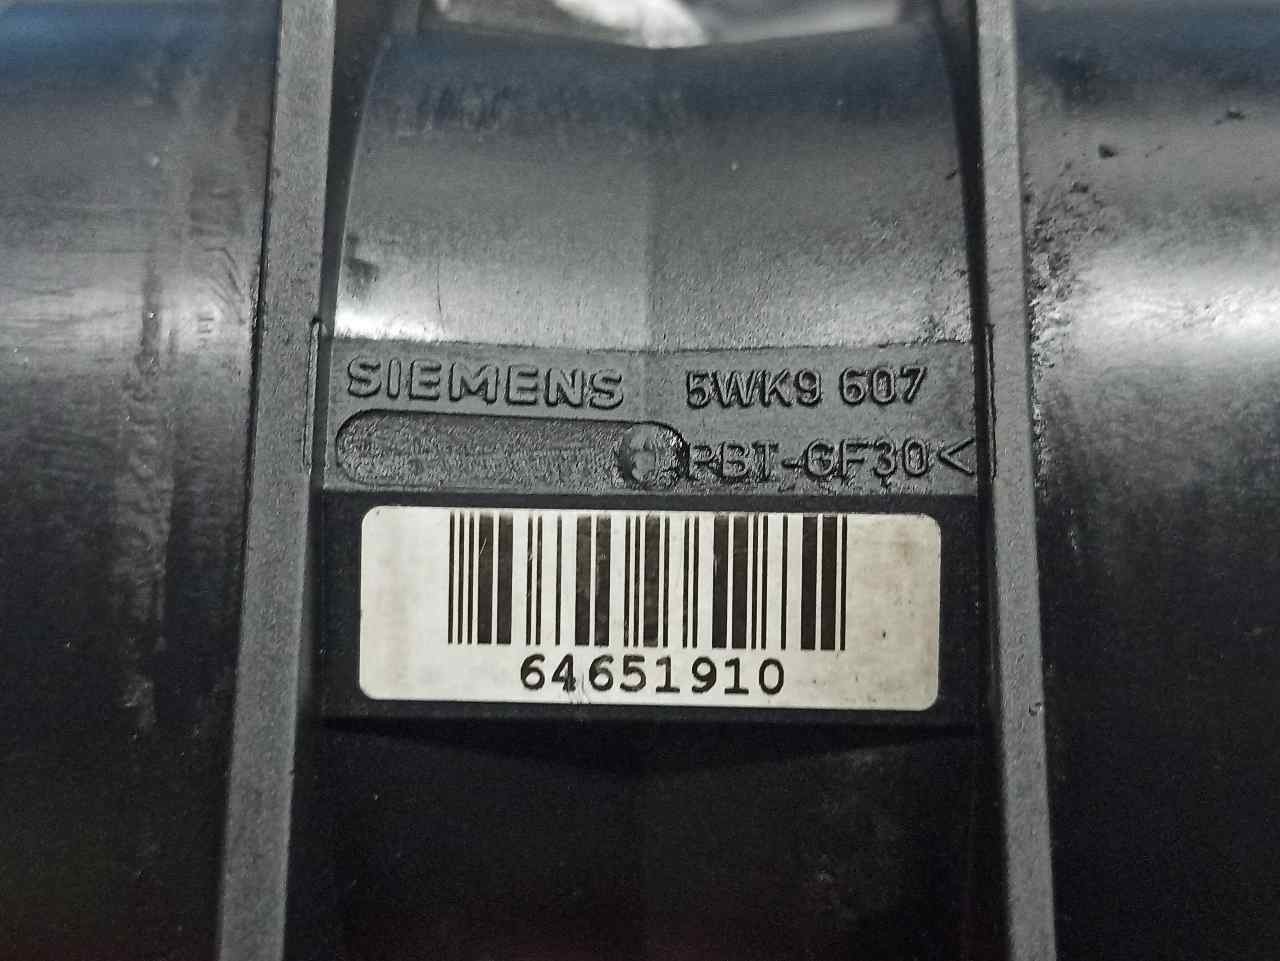 SIEMENS 5WK9 607
PBT-GF30<
64651910